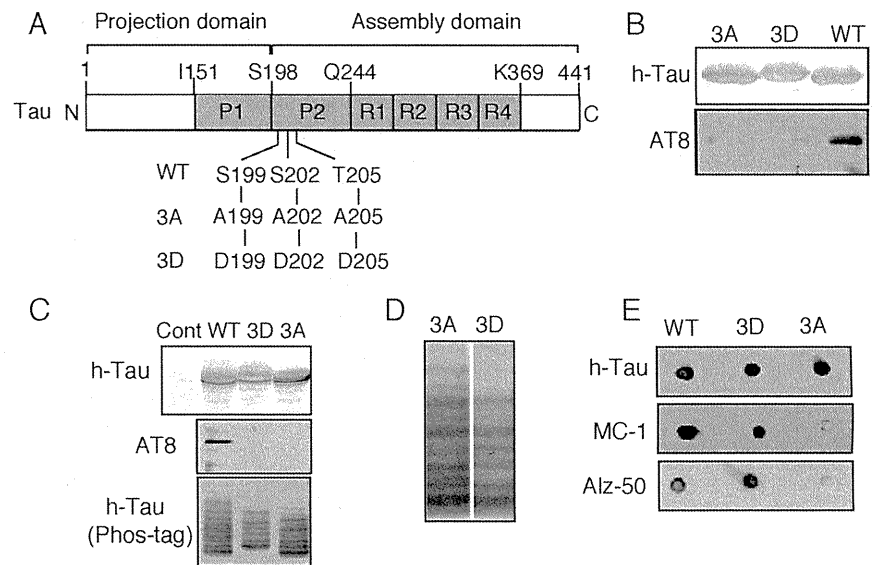 A
Projection domain
Assembly domain
1
I151
S198
Q244
K369
441
Tau N
P1
P2
R1
R2
R3
R4
C
WT
S199
S202
T205
3A
A199
A202
A205
3D
D199
D202
D205
B
3A
3D
WT
h-Tau
AT8
C
Cont WT 3D 3A
h-Tau
AT8
h-Tau
(Phos-tag)
D
3A
3D
E
WT
3D
3A
h-Tau
MC-1
Alz-50